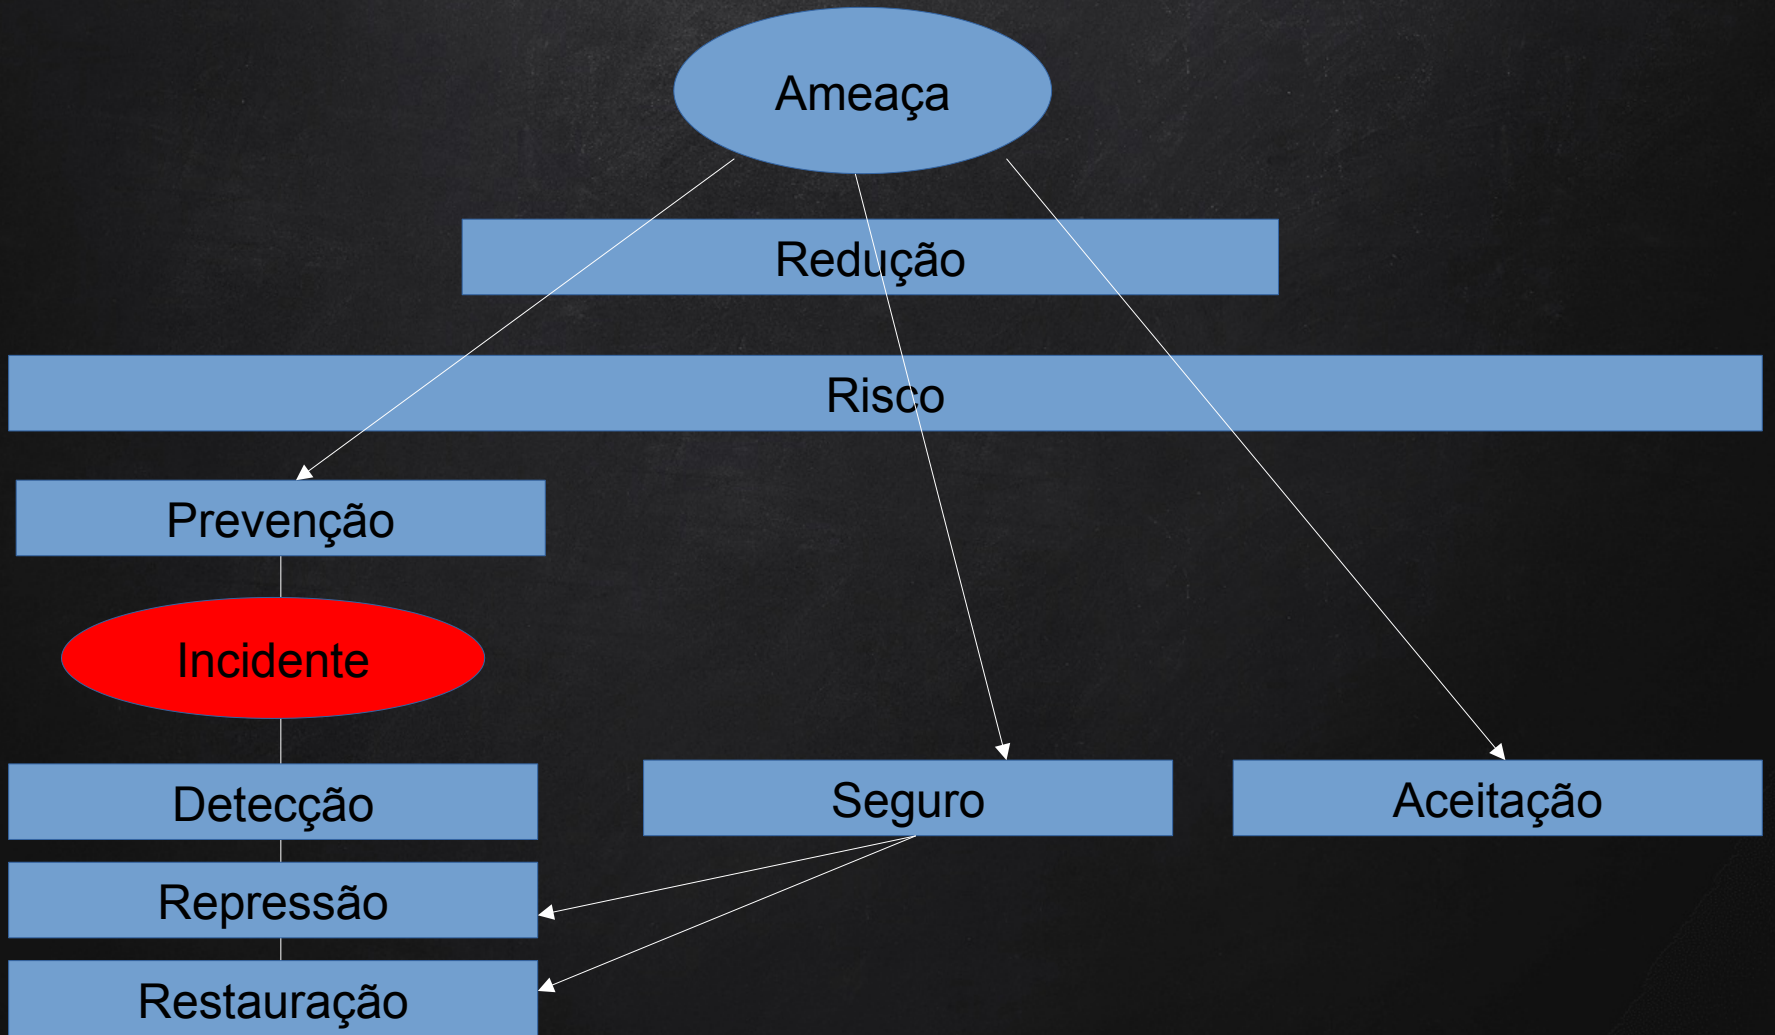 Ameaça
Redução
Risco
Prevenção
Incidente
Detecção
Seguro
Aceitação
Repressão
Restauração